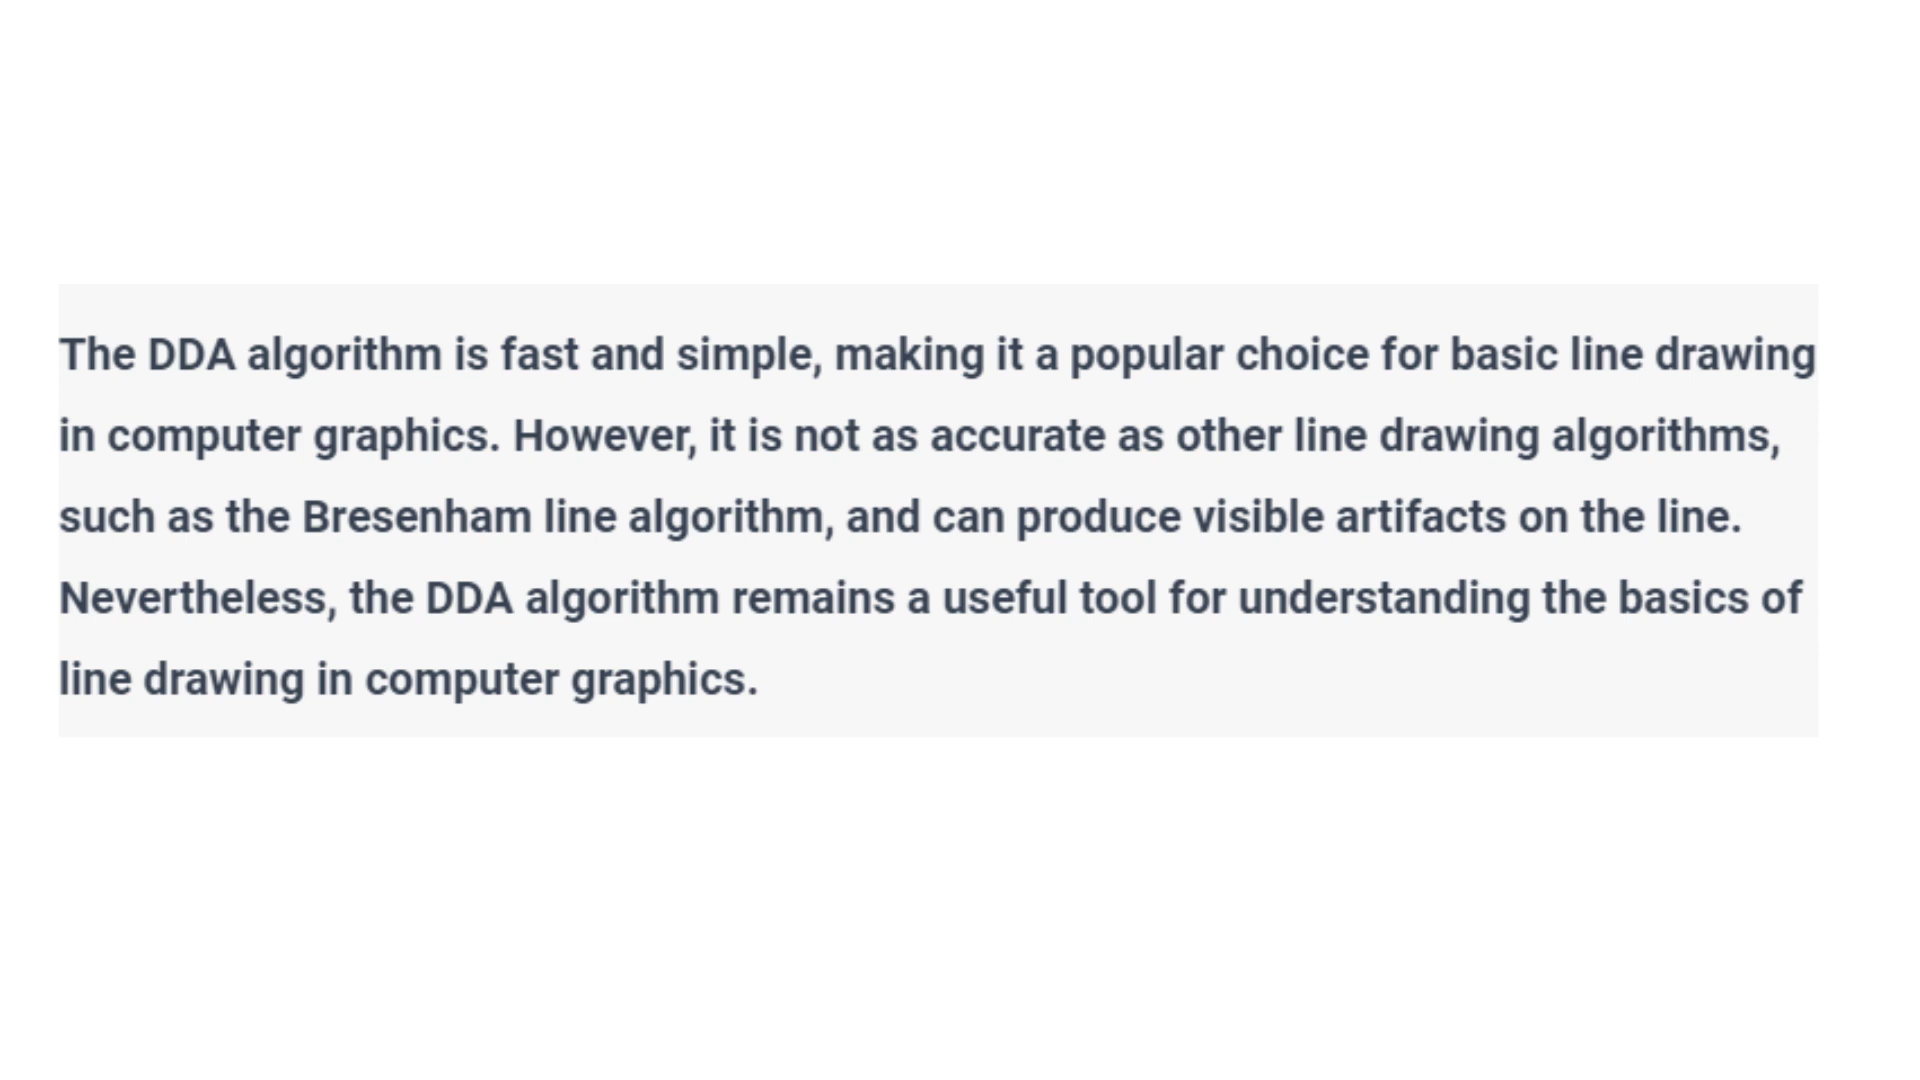 The DDA algorithm is fast and simple, making it a popular choice for basic line drawing
in computer graphics. However, it is not as accurate as other line drawing algorithms,
such as the Bresenham line algorithm, and can produce visible artifacts on the line.
Nevertheless, the DDA algorithm remains a useful tool for understanding the basics of
line drawing in computer graphics.